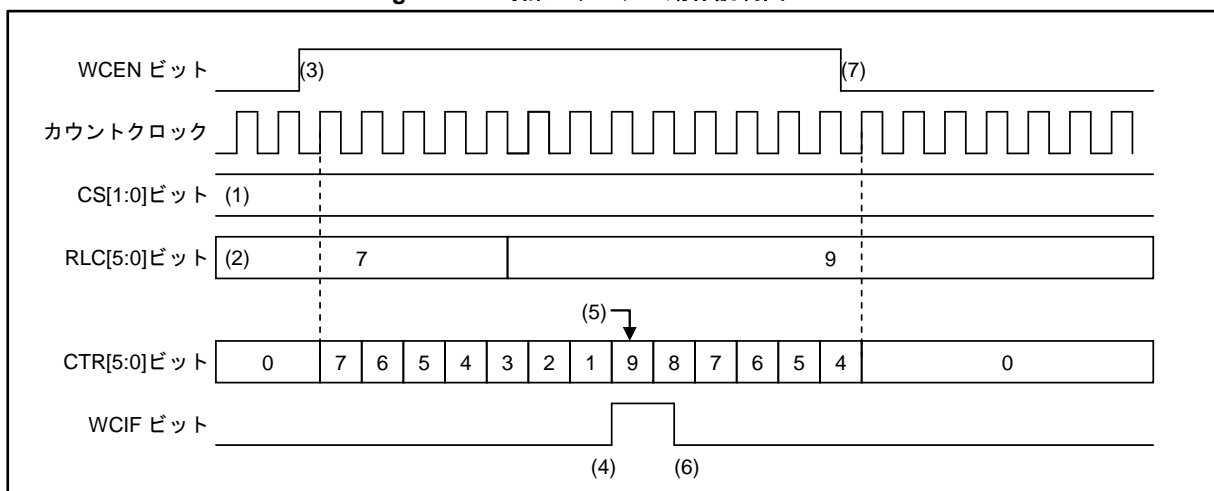 WCEN ビット
(3)
(7)
カウントクロック
CS[1:0]ビット (1)
RLC[5:0]ビット (2) 7 9
(5)
CTR[5:0]ビット 0 7 6 5 4 3 2 1 9 8 7 6 5 4 0
WCIF ビット
(4) (6)